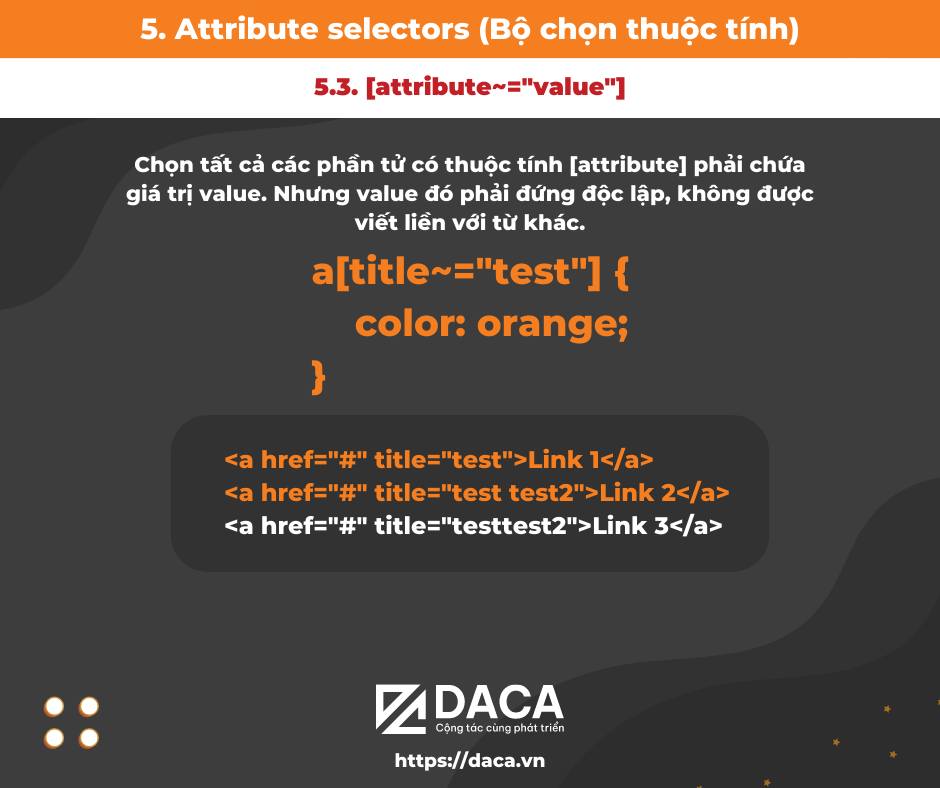 5. Attribute selectors (Bộ chọn thuộc tính)
5.3. [attribute~="value"]
Chọn tất cả các phần tử có thuộc tính [attribute] phải chứa
giá trị value. Nhưng value đó phải đứng độc lập, không được
viết liền với từ khác.
a[title~="test"] {
color: orange;
}
<a href="#" title="test">Link 1</a>
<a href="#" title="test test2">Link 2</a>
<a href="#" title="testtest2">Link 3</a>
DACA
Cộng tác cùng phát triển
https://daca.vn